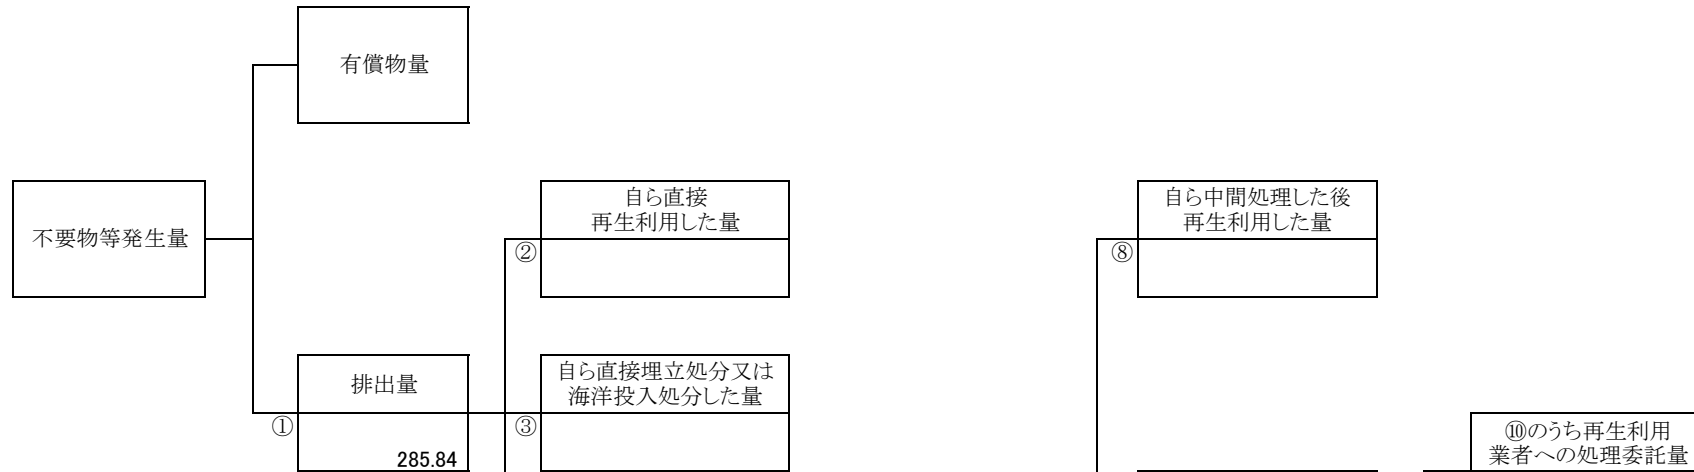 有償物量
不要物等発生量
自ら直接
再生利用した量
②
自ら中間処理した後
再生利用した量
⑧
排出量
①
285.84
自ら直接埋立処分又は
海洋投入処分した量
③
⑩のうち再生利用
業者への処理委託量